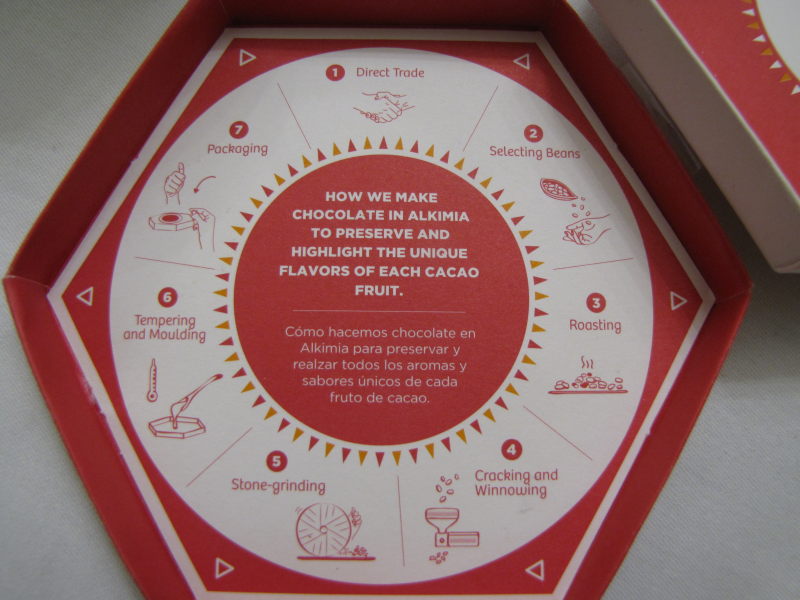 1 Direct Trade
2
Selecting Beans
3
Roasting
4
Cracking and
Winnowing
5
Stone-grinding
6
Tempering
and Moulding
7
Packaging
HOW WE MAKE
CHOCOLATE IN ALKIMIA
TO PRESERVE AND
HIGHLIGHT THE UNIQUE
FLAVORS OF EACH CACAO
FRUIT.
Cómo hacemos chocolate en
Alkimia para preservar y
realzar todos los aromas y
sabores únicos de cada
fruto de cacao.